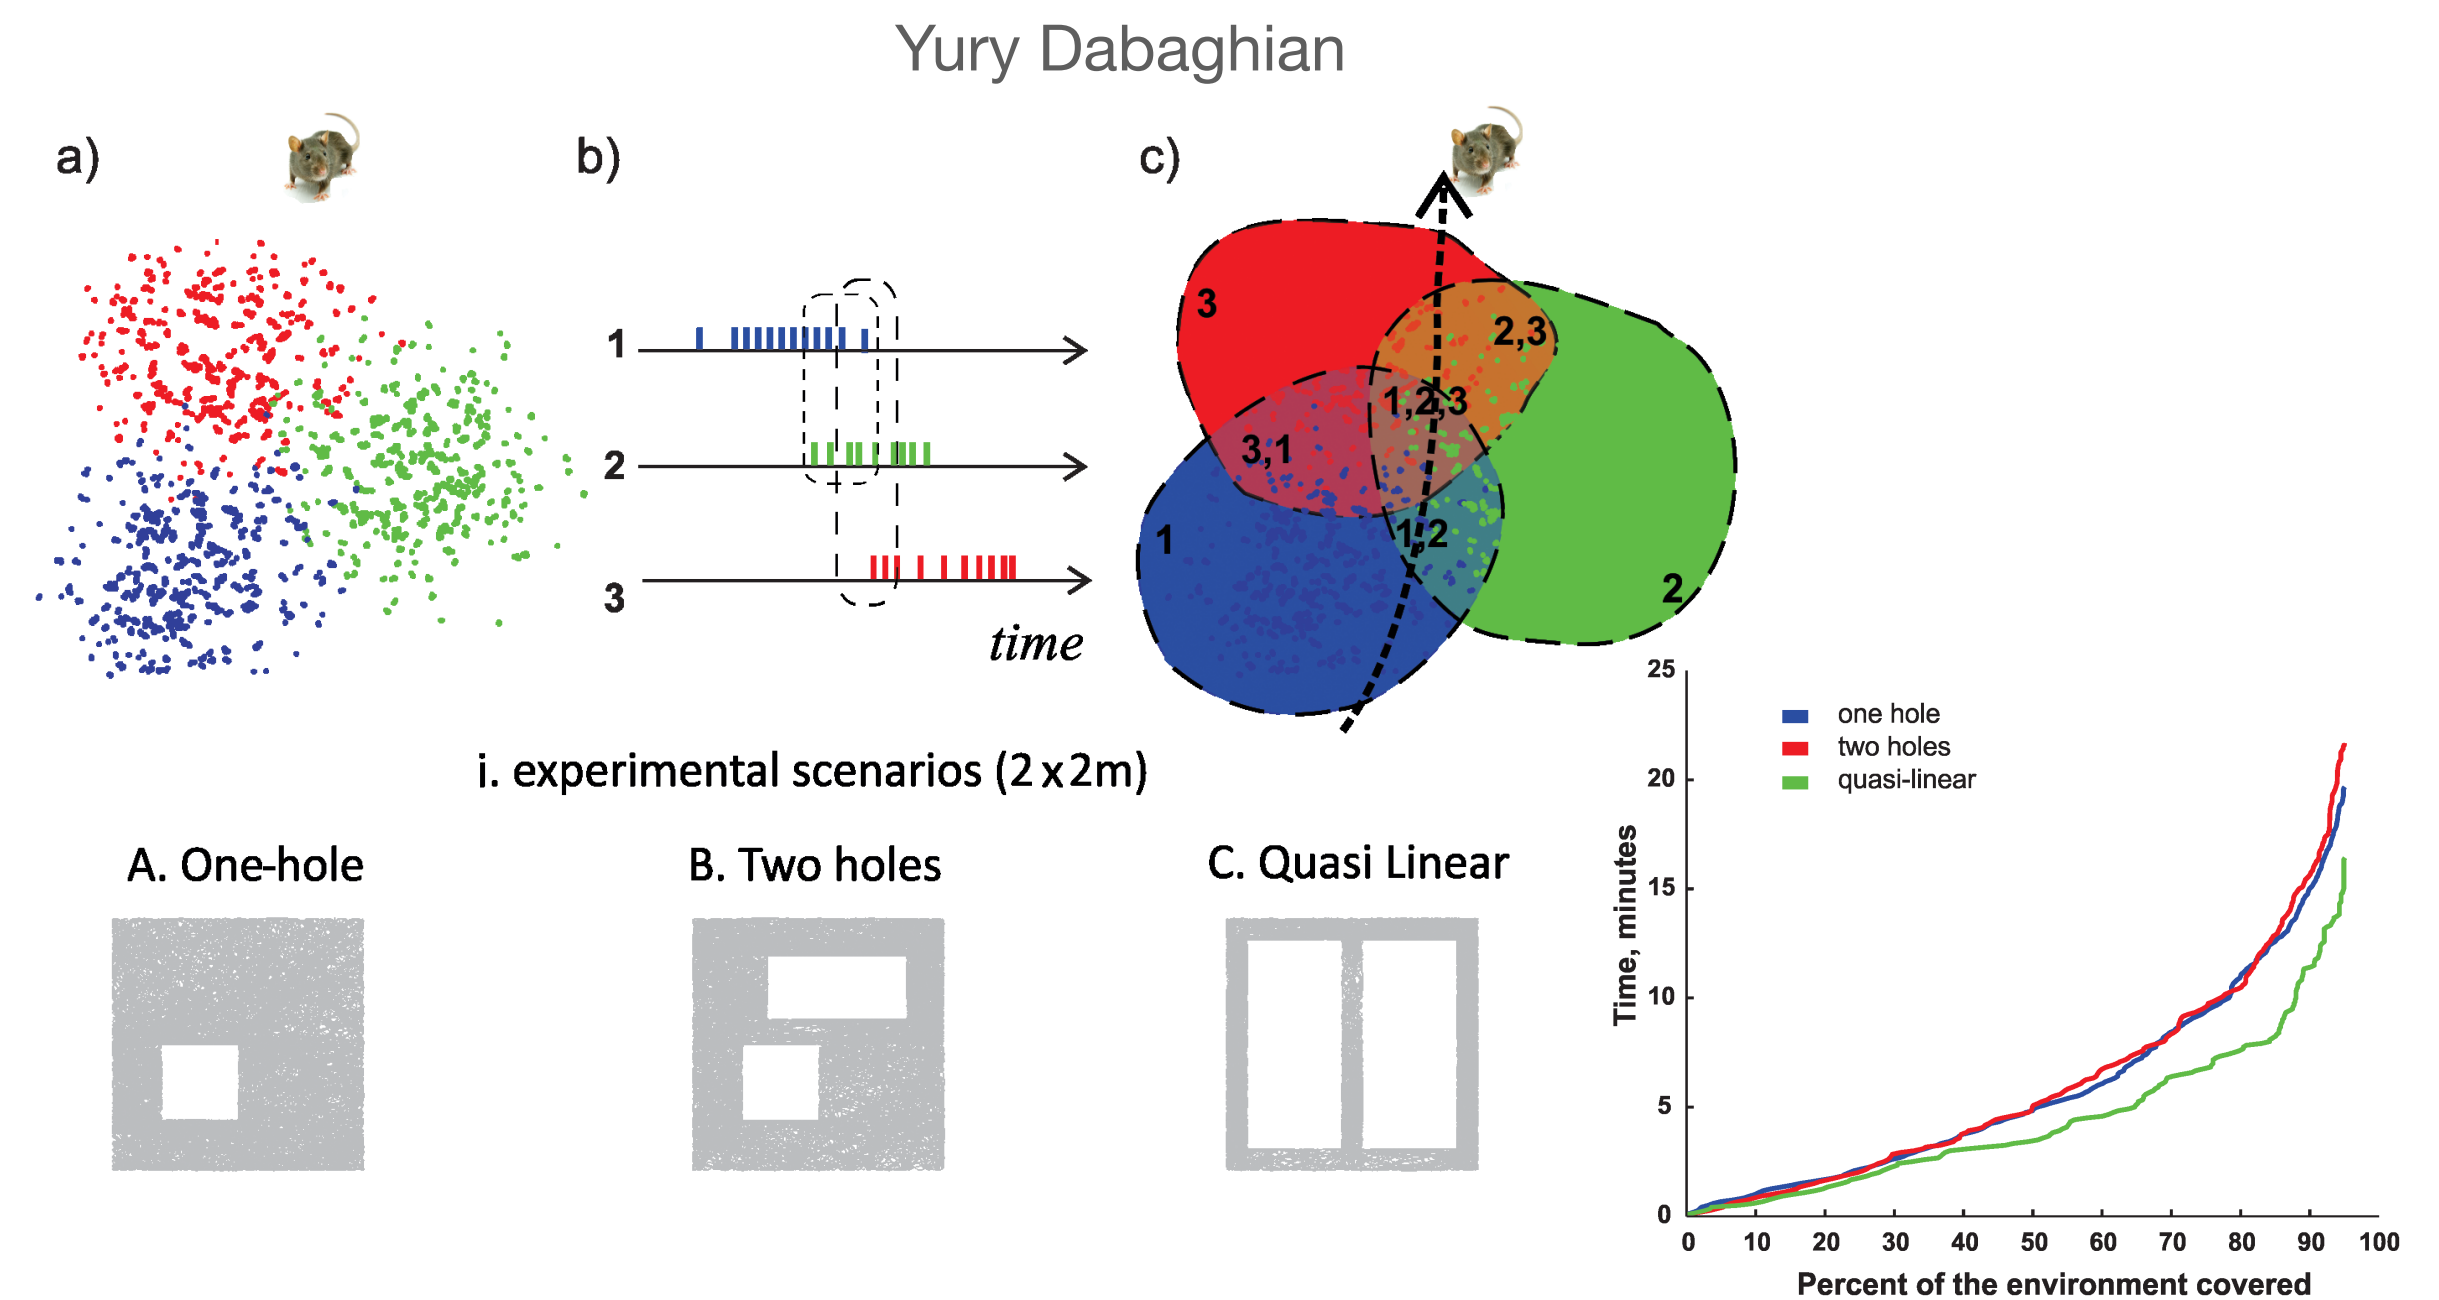 Yury Dabaghian
a)
b)
c)
1
2
3
time
3
2,3
1,2,3
3,1
1
1,2
2
i. experimental scenarios (2x2m)
A. One-hole
B. Two holes
C. Quasi Linear
one hole
two holes
quasi-linear
25
20
15
10
5
0
Time, minutes
0 10 20 30 40 50 60 70 80 90 100
Percent of the environment covered